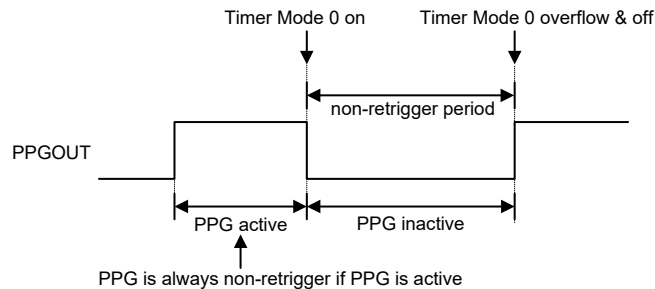 Timer Mode 0 on
Timer Mode 0 overflow & off
non-retrigger period
PPGOUT
PPG active
PPG inactive
PPG is always non-retrigger if PPG is active